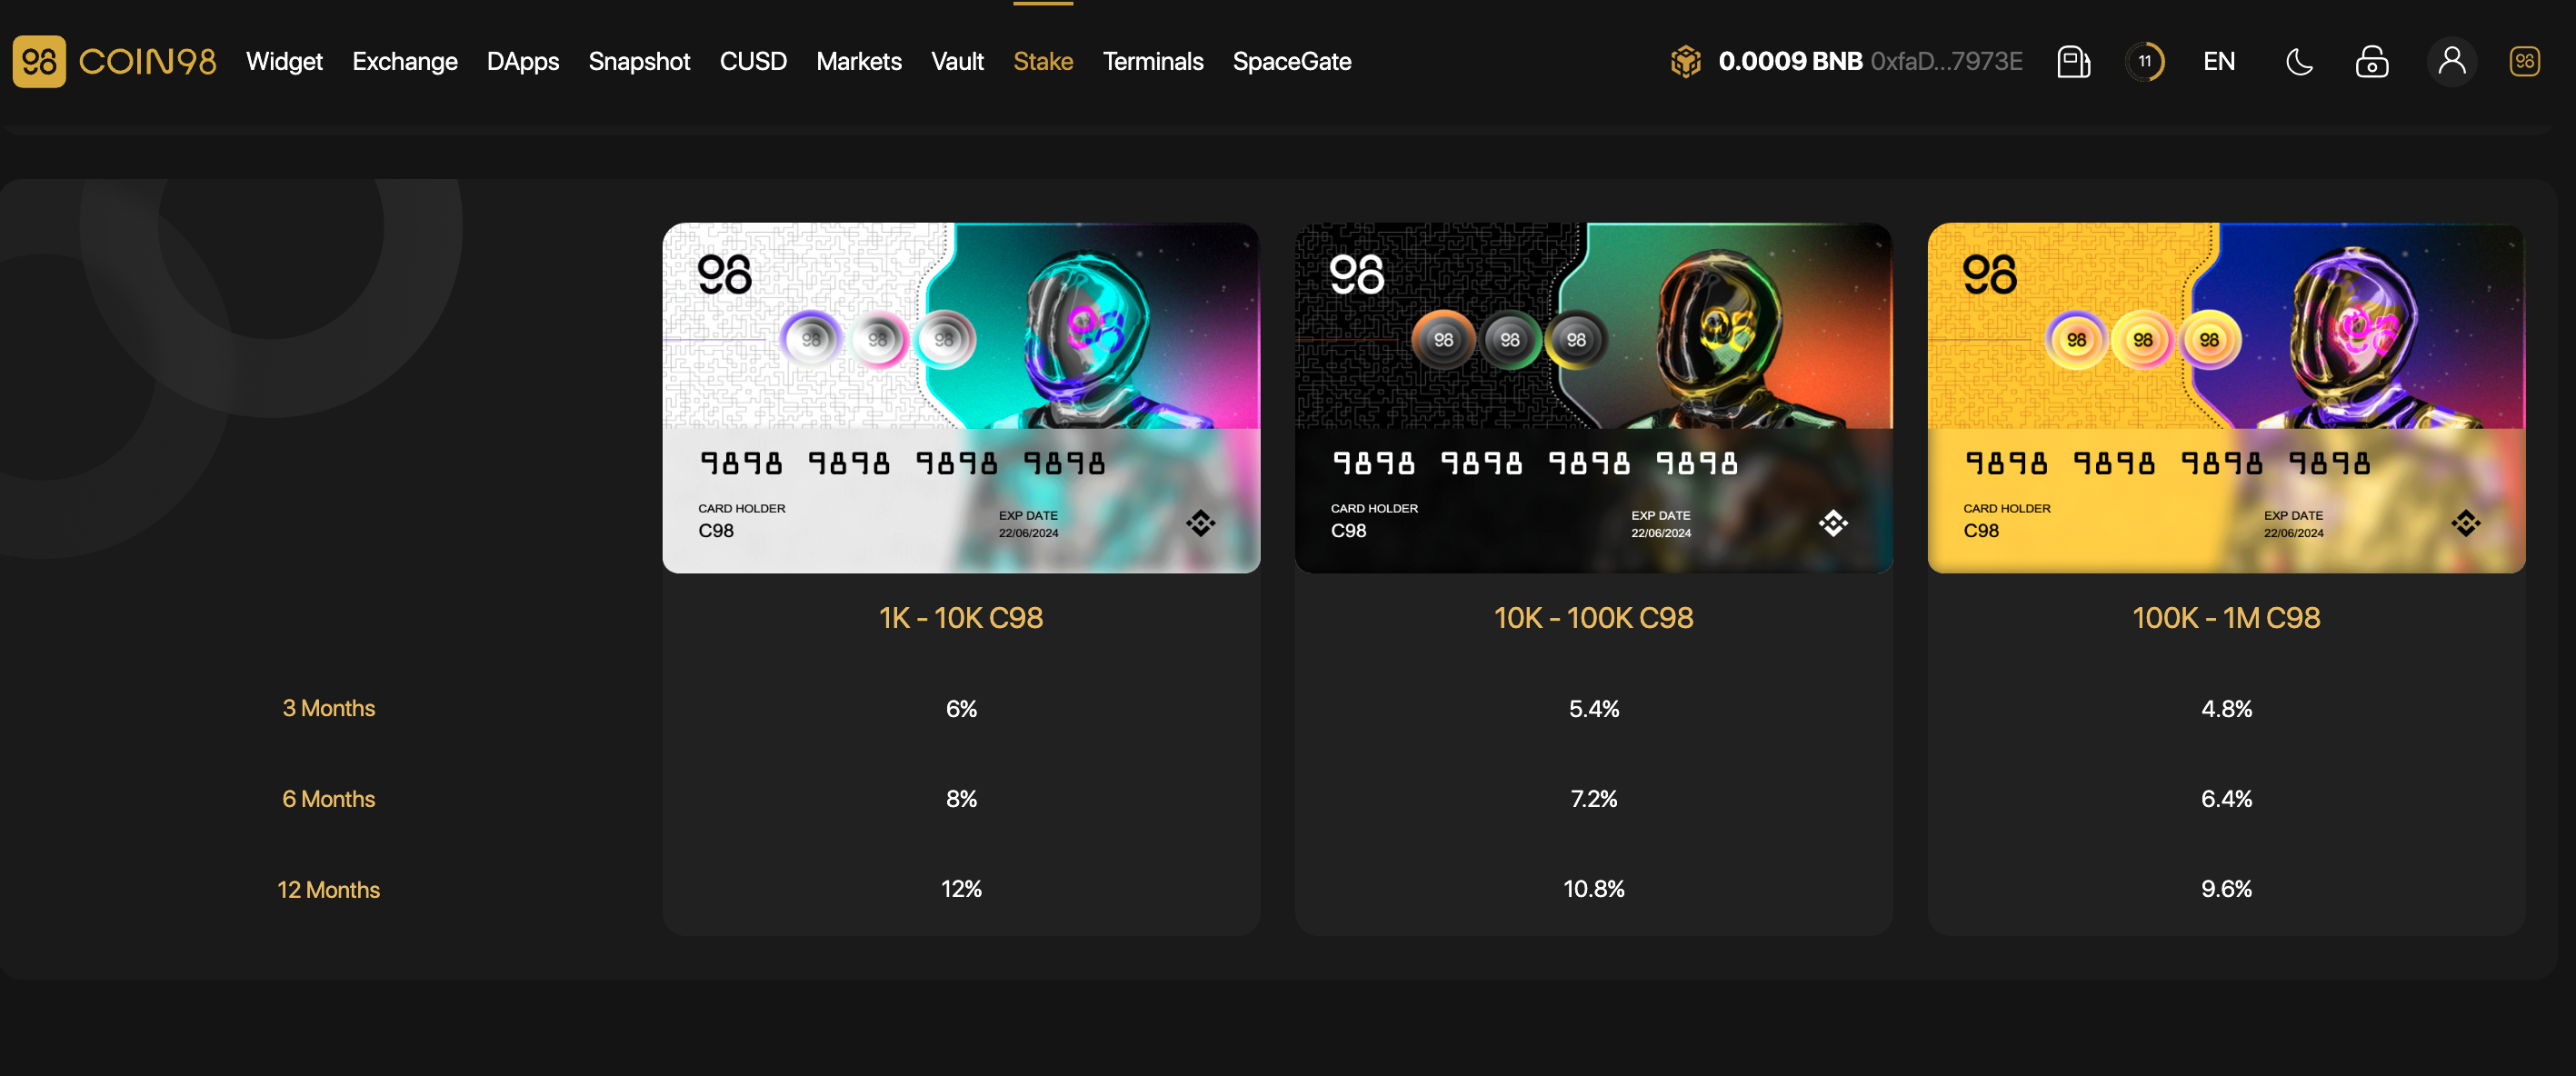 98 COIN98 Widget Exchange DApps Snapshot CUSD Markets Vault Stake Terminals SpaceGate 0.0009 BNB 0xfaD...7973E 11 EN 98
98 98 98
98 98 98 98
98 98 98 98
98 98 98 98
9898 9898 9898 9898
CARD HOLDER
C98
EXP DATE
22/06/2024
9898 9898 9898 9898
CARD HOLDER
C98
EXP DATE
22/06/2024
9898 9898 9898 9898
CARD HOLDER
C98
EXP DATE
22/06/2024
1K - 10K C98 10K - 100K C98 100K - 1M C98
3 Months 6% 5.4% 4.8%
6 Months 8% 7.2% 6.4%
12 Months 12% 10.8% 9.6%